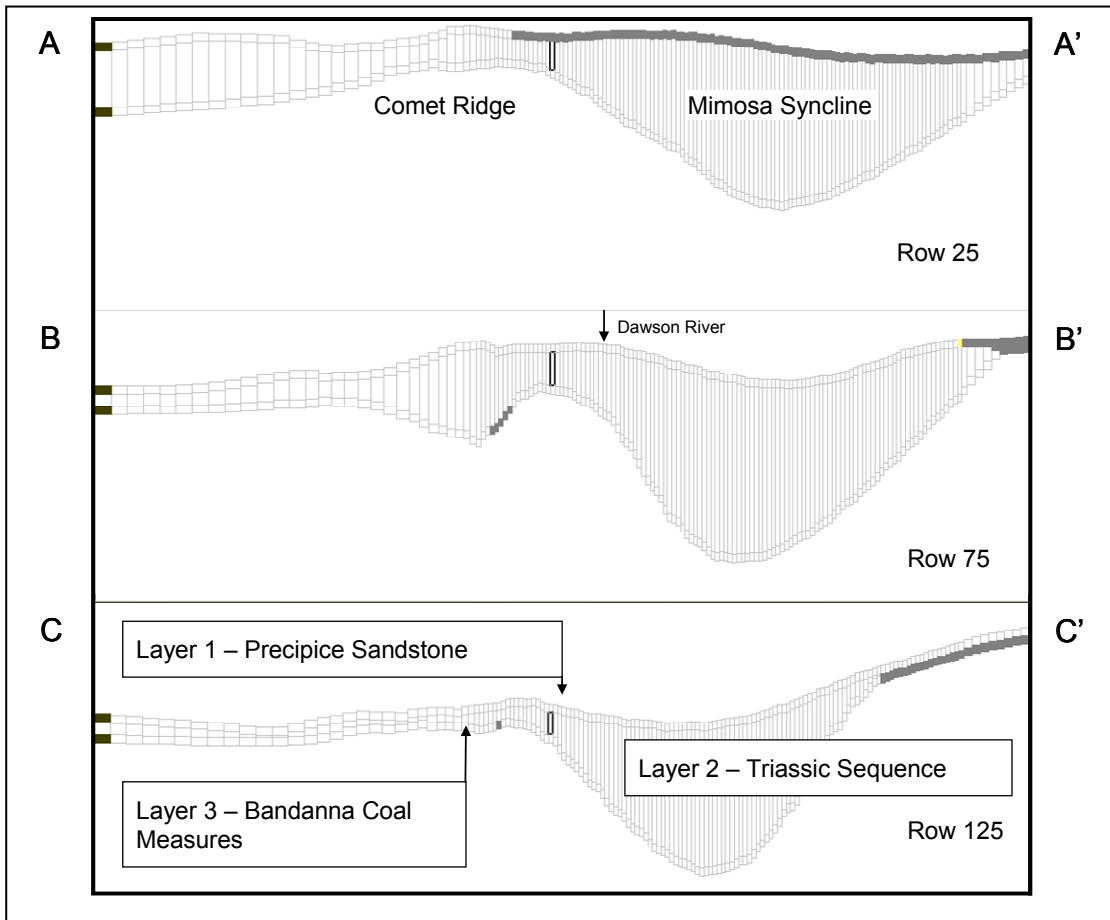 A
A'
Comet Ridge
Mimosa Syncline
Row 25
B
B'
Dawson River
Row 75
C
C'
Layer 1 – Precipice Sandstone
Layer 2 – Triassic Sequence
Layer 3 – Bandanna Coal
Measures
Row 125